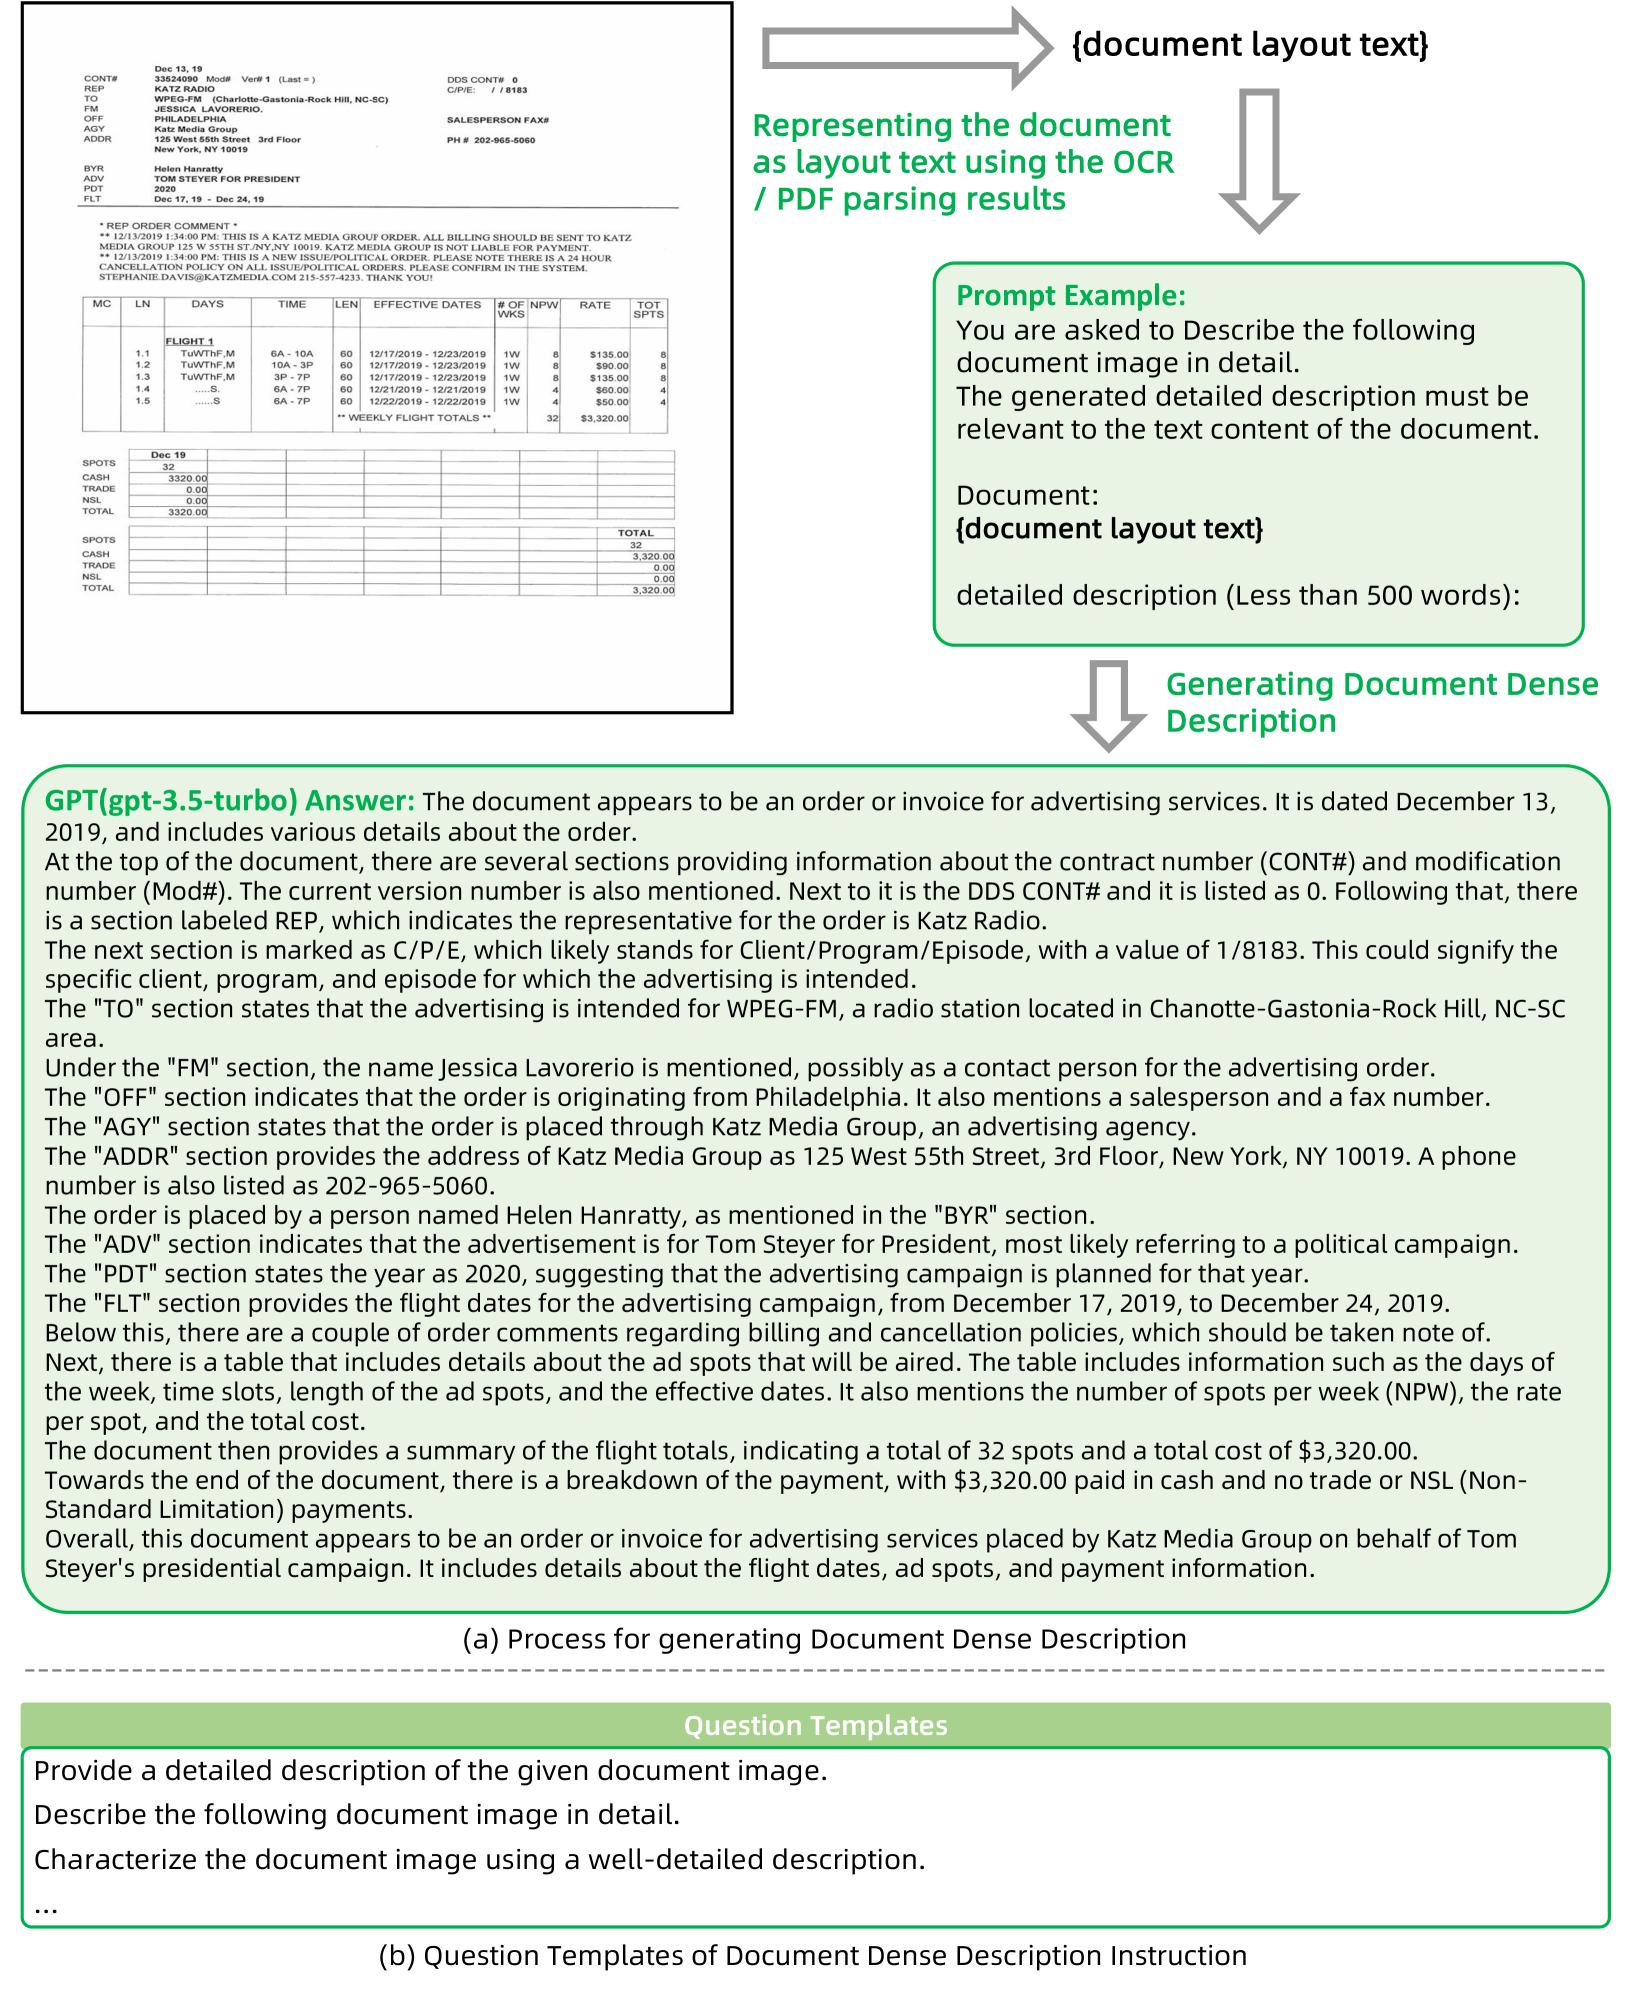 Dec 13, 19
CONT# 33524090 Mod# Ver# 1 (Last = ) DDS CONT# 0
REP KATZ RADIO C/P/E: / / 8183
TO WPEG-FM (Charlotte-Gastonia-Rock Hill, NC-SC)
FM JESSICA LAVORERIO.
OFF PHILADELPHIA SALESPERSON FAX#
AGY Katz Media Group
ADDR 125 West 55th Street 3rd Floor PH # 202-965-5060
New York, NY 10019
BYR Helen Hanratty
ADV TOM STEYER FOR PRESIDENT
PDT 2020
FLT Dec 17, 19 - Dec 24, 19
* REP ORDER COMMENT *
** 12/13/2019 1:34:00 PM: THIS IS A KATZ MEDIA GROUP ORDER. ALL BILLING SHOULD BE SENT TO KATZ
MEDIA GROUP 125 W 55TH ST./NY,NY 10019. KATZ MEDIA GROUP IS NOT LIABLE FOR PAYMENT.
** 12/13/2019 1:34:00 PM: THIS IS A NEW ISSUE/POLITICAL ORDER. PLEASE NOTE THERE IS A 24 HOUR
CANCELLATION POLICY ON ALL ISSUE/POLITICAL ORDERS. PLEASE CONFIRM IN THE SYSTEM.
STEPHANIE.DAVIS@KATZMEDIA.COM 215-557-4233. THANK YOU!
MC LN DAYS TIME LEN EFFECTIVE DATES # OF WKS NPW RATE TOT SPTS
FLIGHT 1
1.1 TuWThF,M 6A - 10A 60 12/17/2019 - 12/23/2019 1W 8 $135.00 8
1.2 TuWThF,M 10A - 3P 60 12/17/2019 - 12/23/2019 1W 8 $90.00 8
1.3 TuWThF,M 3P - 7P 60 12/17/2019 - 12/23/2019 1W 8 $135.00 8
1.4 .....S. 6A - 7P 60 12/21/2019 - 12/21/2019 1W 4 $60.00 4
1.5 ......S 6A - 7P 60 12/22/2019 - 12/22/2019 1W 4 $50.00 4
** WEEKLY FLIGHT TOTALS ** 32 $3,320.00
Dec 19
SPOTS 32
CASH 3320.00
TRADE 0.00
NSL 0.00
TOTAL 3320.00
TOTAL
SPOTS 32
CASH 3,320.00
TRADE 0.00
NSL 0.00
TOTAL 3,320.00
{document layout text}
Representing the document
as layout text using the OCR
/ PDF parsing results
Prompt Example:
You are asked to Describe the following
document image in detail.
The generated detailed description must be
relevant to the text content of the document.
Document:
{document layout text}
detailed description (Less than 500 words):
Generating Document Dense
Description
GPT(gpt-3.5-turbo) Answer: The document appears to be an order or invoice for advertising services. It is dated December 13,
2019, and includes various details about the order.
At the top of the document, there are several sections providing information about the contract number (CONT#) and modification
number (Mod#). The current version number is also mentioned. Next to it is the DDS CONT# and it is listed as 0. Following that, there
is a section labeled REP, which indicates the representative for the order is Katz Radio.
The next section is marked as C/P/E, which likely stands for Client/Program/Episode, with a value of 1/8183. This could signify the
specific client, program, and episode for which the advertising is intended.
The "TO" section states that the advertising is intended for WPEG-FM, a radio station located in Chanotte-Gastonia-Rock Hill, NC-SC
area.
Under the "FM" section, the name Jessica Lavorerio is mentioned, possibly as a contact person for the advertising order.
The "OFF" section indicates that the order is originating from Philadelphia. It also mentions a salesperson and a fax number.
The "AGY" section states that the order is placed through Katz Media Group, an advertising agency.
The "ADDR" section provides the address of Katz Media Group as 125 West 55th Street, 3rd Floor, New York, NY 10019. A phone
number is also listed as 202-965-5060.
The order is placed by a person named Helen Hanratty, as mentioned in the "BYR" section.
The "ADV" section indicates that the advertisement is for Tom Steyer for President, most likely referring to a political campaign.
The "PDT" section states the year as 2020, suggesting that the advertising campaign is planned for that year.
The "FLT" section provides the flight dates for the advertising campaign, from December 17, 2019, to December 24, 2019.
Below this, there are a couple of order comments regarding billing and cancellation policies, which should be taken note of.
Next, there is a table that includes details about the ad spots that will be aired. The table includes information such as the days of
the week, time slots, length of the ad spots, and the effective dates. It also mentions the number of spots per week (NPW), the rate
per spot, and the total cost.
The document then provides a summary of the flight totals, indicating a total of 32 spots and a total cost of $3,320.00.
Towards the end of the document, there is a breakdown of the payment, with $3,320.00 paid in cash and no trade or NSL (Non-
Standard Limitation) payments.
Overall, this document appears to be an order or invoice for advertising services placed by Katz Media Group on behalf of Tom
Steyer's presidential campaign. It includes details about the flight dates, ad spots, and payment information.
(a) Process for generating Document Dense Description
Question Templates
Provide a detailed description of the given document image.
Describe the following document image in detail.
Characterize the document image using a well-detailed description.
...
(b) Question Templates of Document Dense Description Instruction